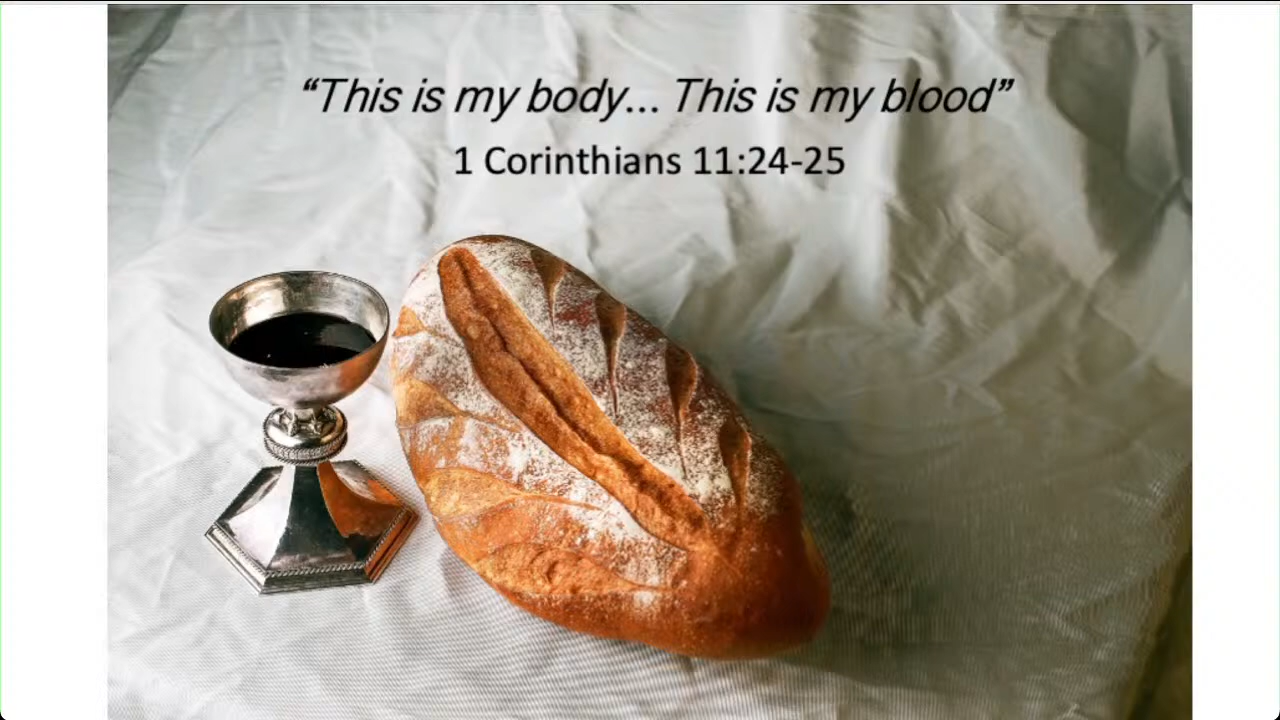 “This is my body... This is my blood”
1 Corinthians 11:24-25